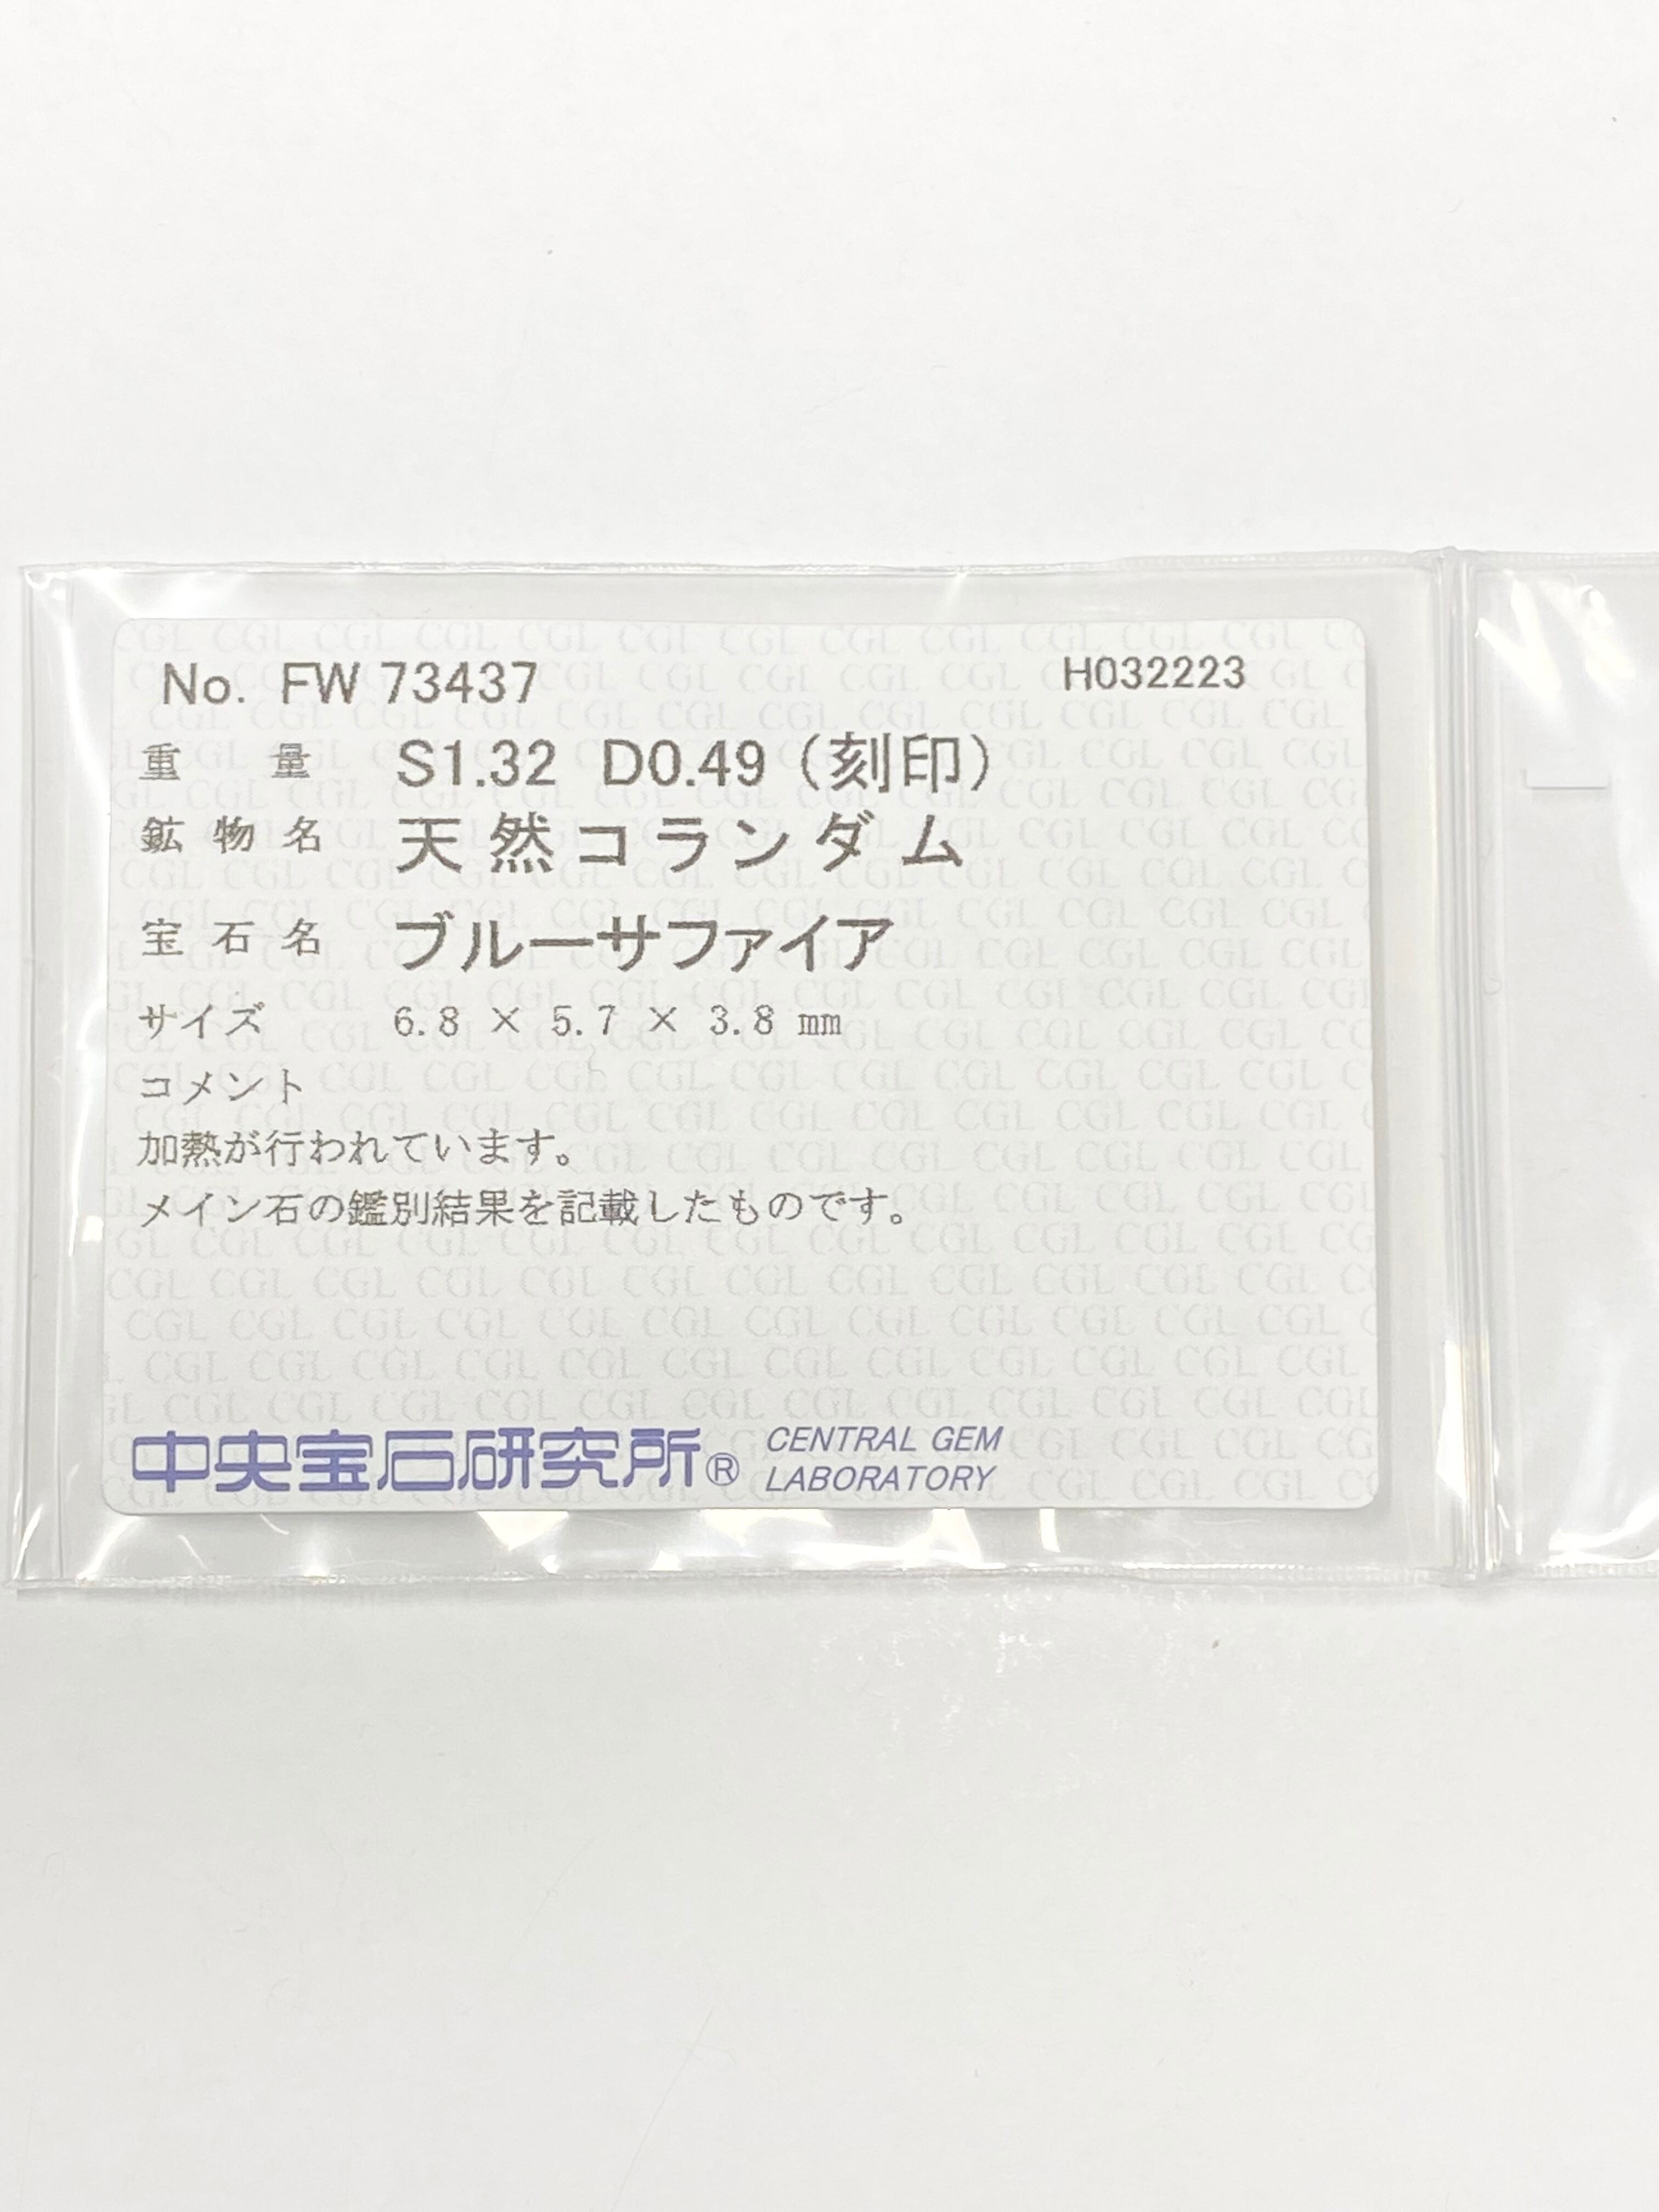 No. FW 73437 H032223
重量 S1.32 D0.49 (刻印)
鉱物名 天然コランダム
宝石名 ブルーサファイア
サイズ 6.8 × 5.7 × 3.8 mm
コメント
加熱が行われています。
メイン石の鑑別結果を記載したものです。
中央宝石研究所® CENTRAL GEM
LABORATORY